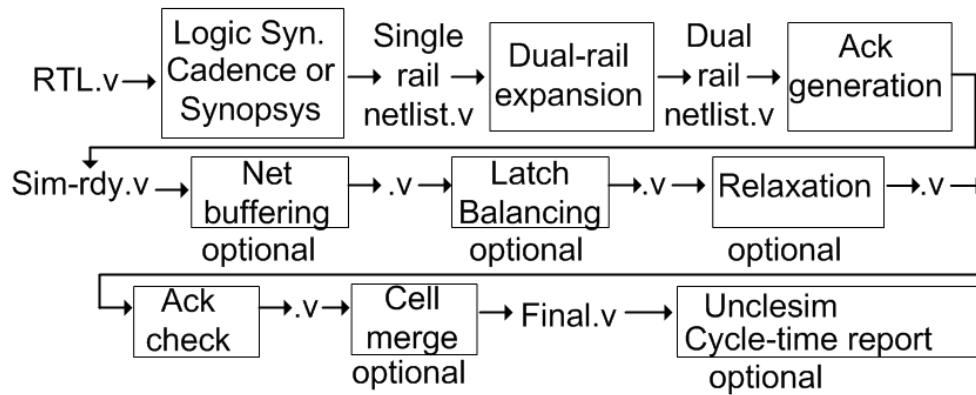 RTL.v
Logic Syn.
Cadence or
Synopsys
Single
rail
netlist.v
Dual-rail
expansion
Dual
rail
netlist.v
Ack
generation
Sim-rdy.v
Net
buffering
optional
.v
Latch
Balancing
optional
.v
Relaxation
optional
.v
Ack
check
.v
Cell
merge
optional
Final.v
Unclesim
Cycle-time report
optional